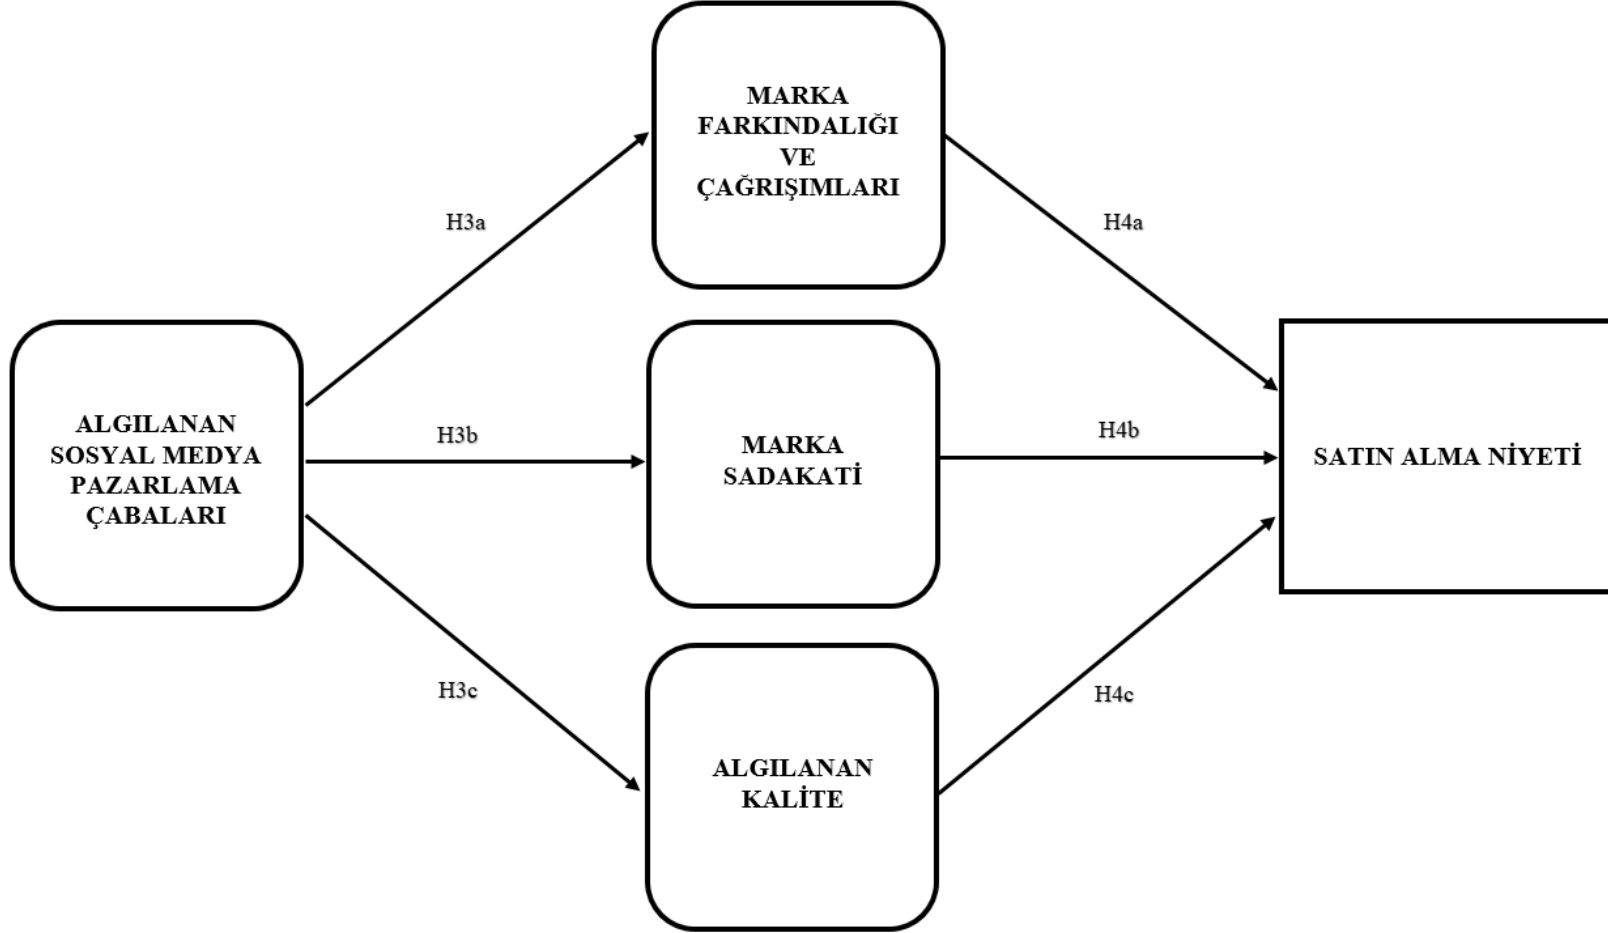 MARKA
FARKINDALIĞI
VE
ÇAĞRIŞIMLARI
H3a
H4a
ALGILANAN
SOSYAL MEDYA
PAZARLAMA
ÇABALARI
H3b
MARKA
SADAKATİ
H4b
SATIN ALMA NİYETİ
H3c
H4c
ALGILANAN
KALİTE